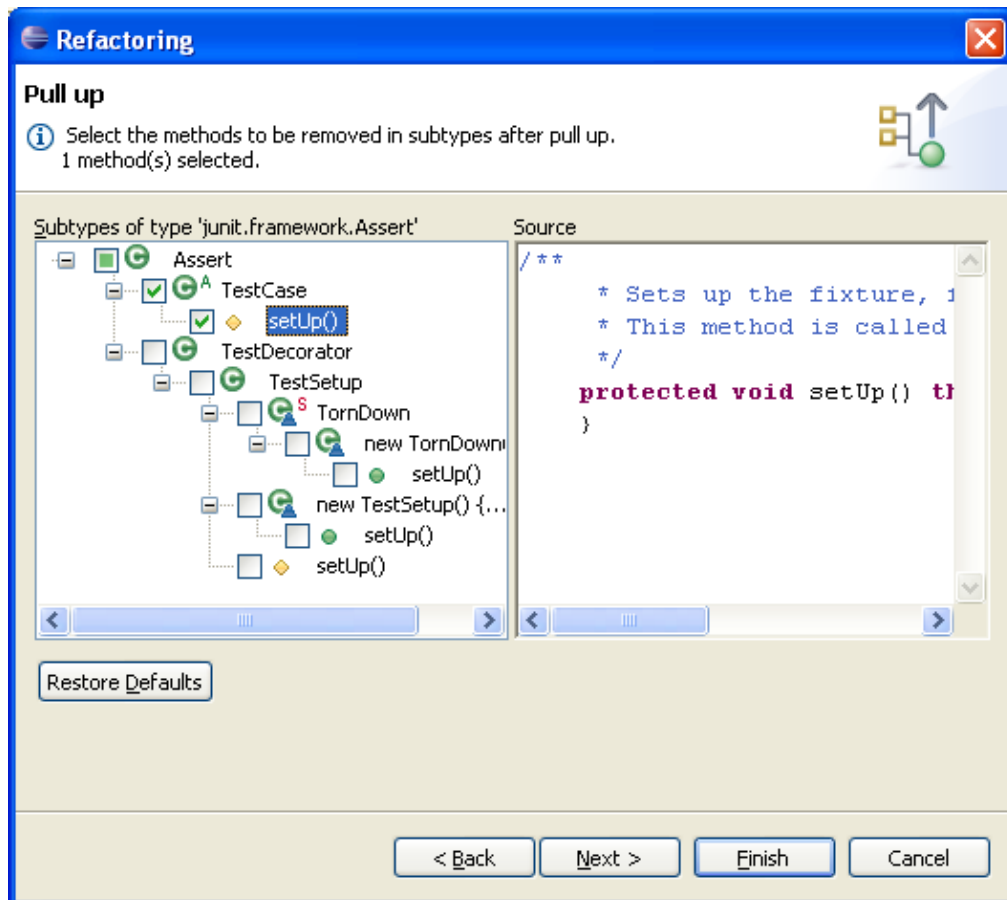 Refactoring
Pull up
Select the methods to be removed in subtypes after pull up.
1 method(s) selected.
Subtypes of type 'junit.framework.Assert'
Assert
TestCase
setUp()
TestDecorator
TestSetup
TornDown
new TornDown(
setUp()
new TestSetup() {...
setUp()
setUp()
Source
/**
* Sets up the fixture,
* This method is called
*/
protected void setUp() th
}
Restore Defaults
< Back
Next >
Finish
Cancel